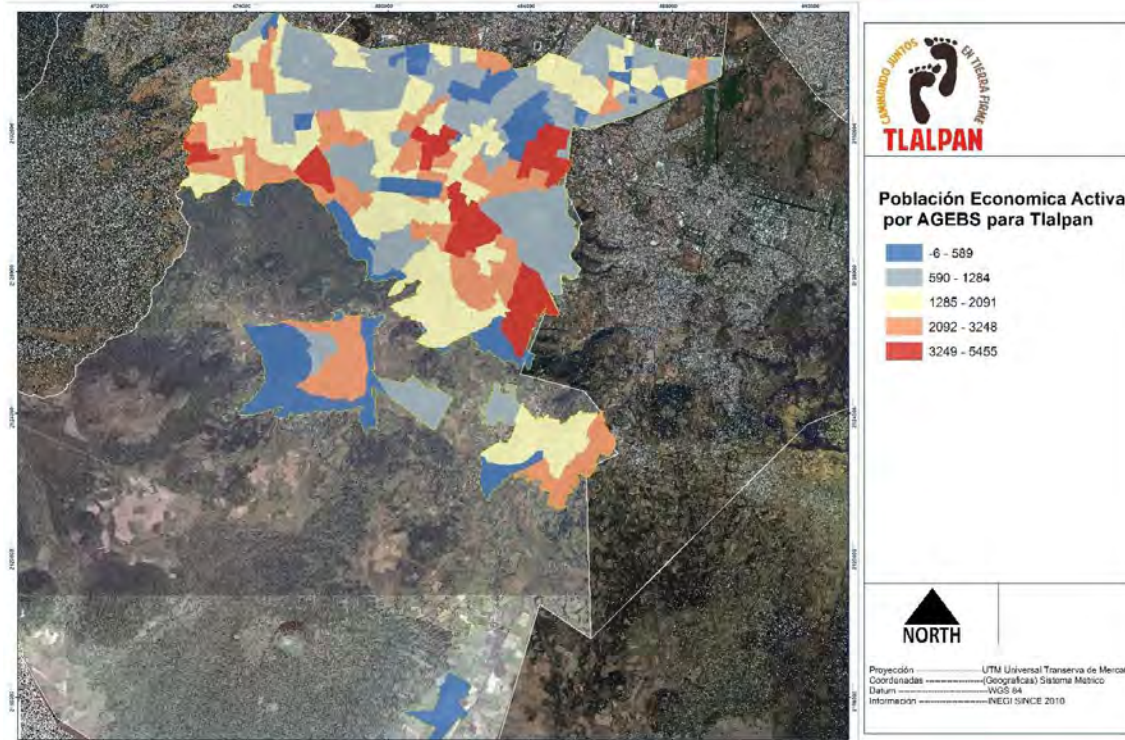 CAMINANDO JUNTOS
EN TIERRA FIRME
TLALPAN
Población Economica Activa
por AGEBS para Tlalpan
-6 - 589
590 - 1284
1285 - 2091
2092 - 3248
3249 - 5455
NORTH
Proyección UTM Universal Transerva de Mercat
Coordenadas (Geograficas) Sistema Metrico
Datum WGS 84
Información INEGI SINCE 2010